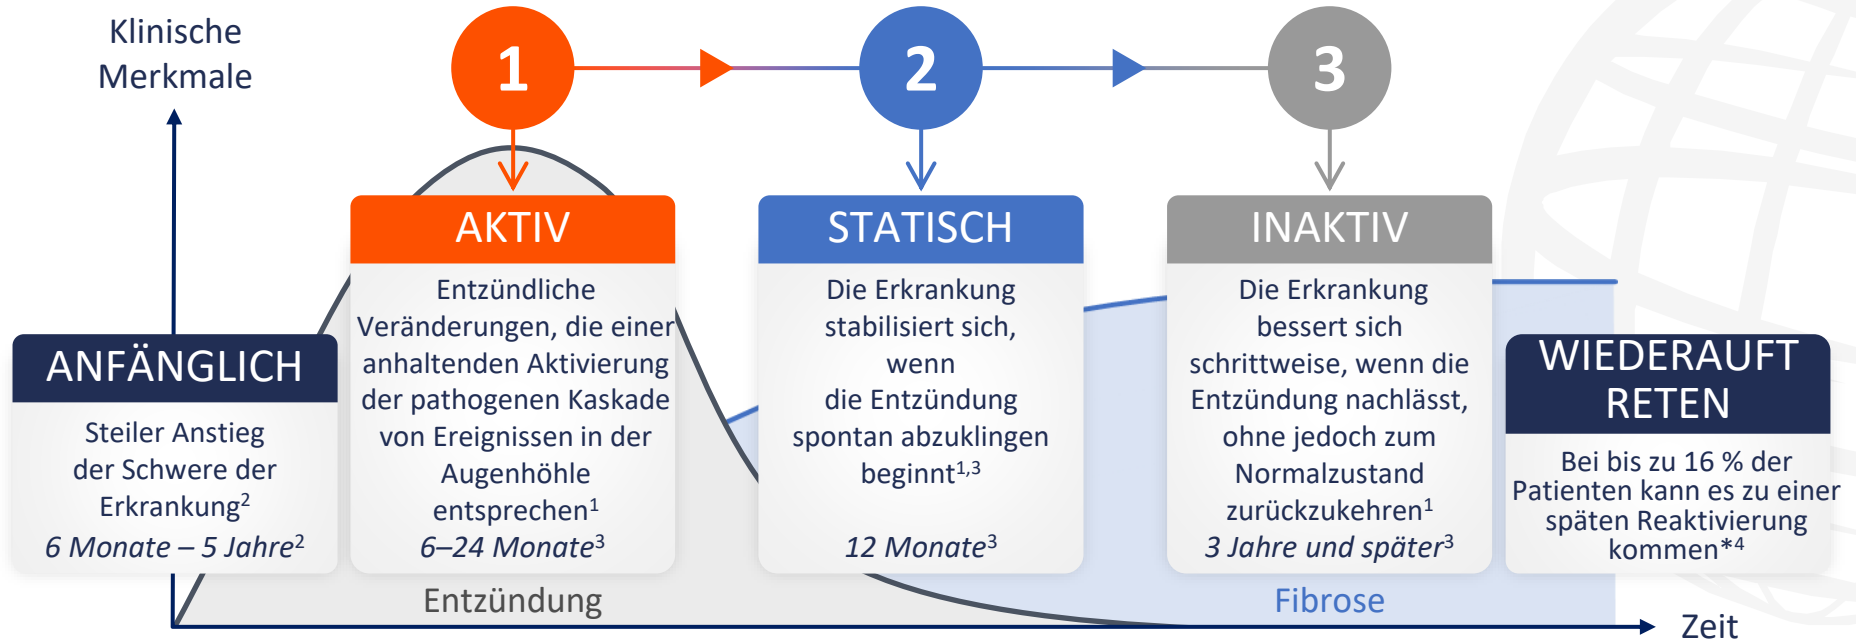 Klinische
Merkmale
1
2
3
ANFÄNGLICH
Steiler Anstieg
der Schwere der
Erkrankung²
6 Monate – 5 Jahre²
AKTIV
Entzündliche
Veränderungen, die einer
anhaltenden Aktivierung
der pathogenen Kaskade
von Ereignissen in der
Augenhöhle
entsprechen¹
6–24 Monate³
STATISCH
Die Erkrankung
stabilisiert sich,
wenn
die Entzündung
spontan abzuklingen
beginnt¹,³
12 Monate³
INAKTIV
Die Erkrankung
bessert sich
schrittweise, wenn die
Entzündung nachlässt,
ohne jedoch zum
Normalzustand
zurückzukehren¹
3 Jahre und später³
WIEDERAUFT
RETEN
Bei bis zu 16 % der
Patienten kann es zu einer
späten Reaktivierung
kommen*⁴
Entzündung
Fibrose
Zeit